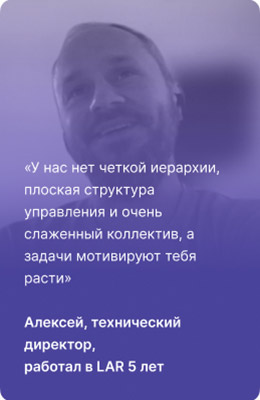 «У нас нет четкой иерархии,
плоская структура
управления и очень
слаженный коллектив, а
задачи мотивируют тебя
расти»
Алексей, технический
директор,
работал в LAR 5 лет